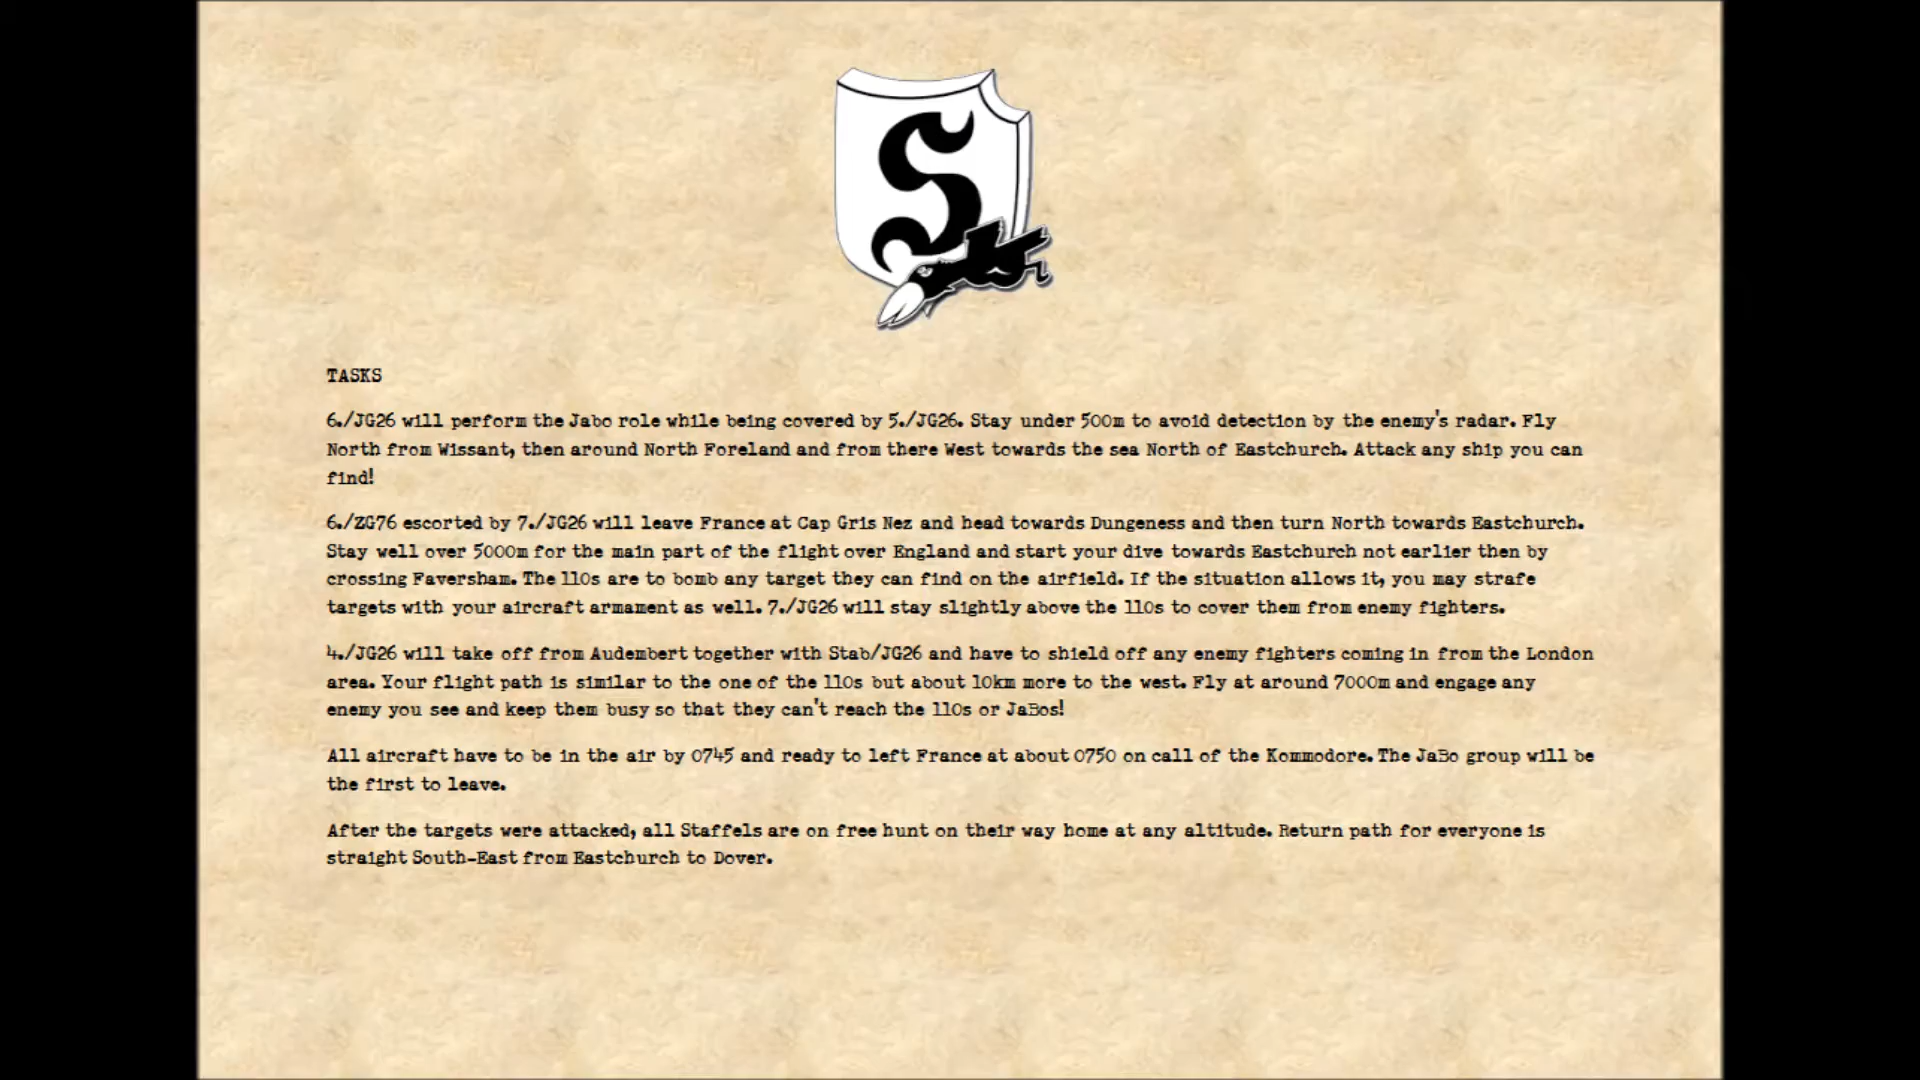 S
TASKS
6./JG26 will perform the Jabo role while being covered by 5./JG26. Stay under 500m to avoid detection by the enemy's radar. Fly
North from Wissant, then around North Foreland and from there West towards the sea North of Eastchurch. Attack any ship you can
find!
6./ZG76 escorted by 7./JG26 will leave France at Cap Gris Nez and head towards Dungeness and then turn North towards Eastchurch.
Stay well over 5000m for the main part of the flight over England and start your dive towards Eastchurch not earlier then by
crossing Faversham. The 110s are to bomb any target they can find on the airfield. If the situation allows it, you may strafe
targets with your aircraft armament as well. 7./JG26 will stay slightly above the 110s to cover them from enemy fighters.
4./JG26 will take off from Audembert together with Stab/JG26 and have to shield off any enemy fighters coming in from the London
area. Your flight path is similar to the one of the 110s but about 10km more to the west. Fly at around 7000m and engage any
enemy you see and keep them busy so that they can't reach the 110s or JaBos!
All aircraft have to be in the air by 0745 and ready to left France at about 0750 on call of the Kommodore. The JaBo group will be
the first to leave.
After the targets were attacked, all Staffels are on free hunt on their way home at any altitude. Return path for everyone is
straight South-East from Eastchurch to Dover.